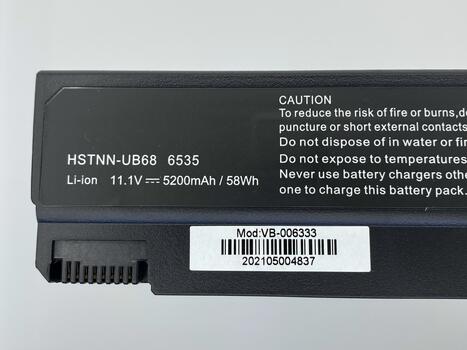 CAUTION
To reduce the risk of fire or burns,
puncture or short external contacts
Do not dispose of in water or
Do not expose to temperatures
Never use battery chargers
one to charge this battery pack.
HSTNN-UB68 6535
Li-ion 11.1V ⎓ 5200mAh / 58Wh
Mod:VB-006333
202105004837